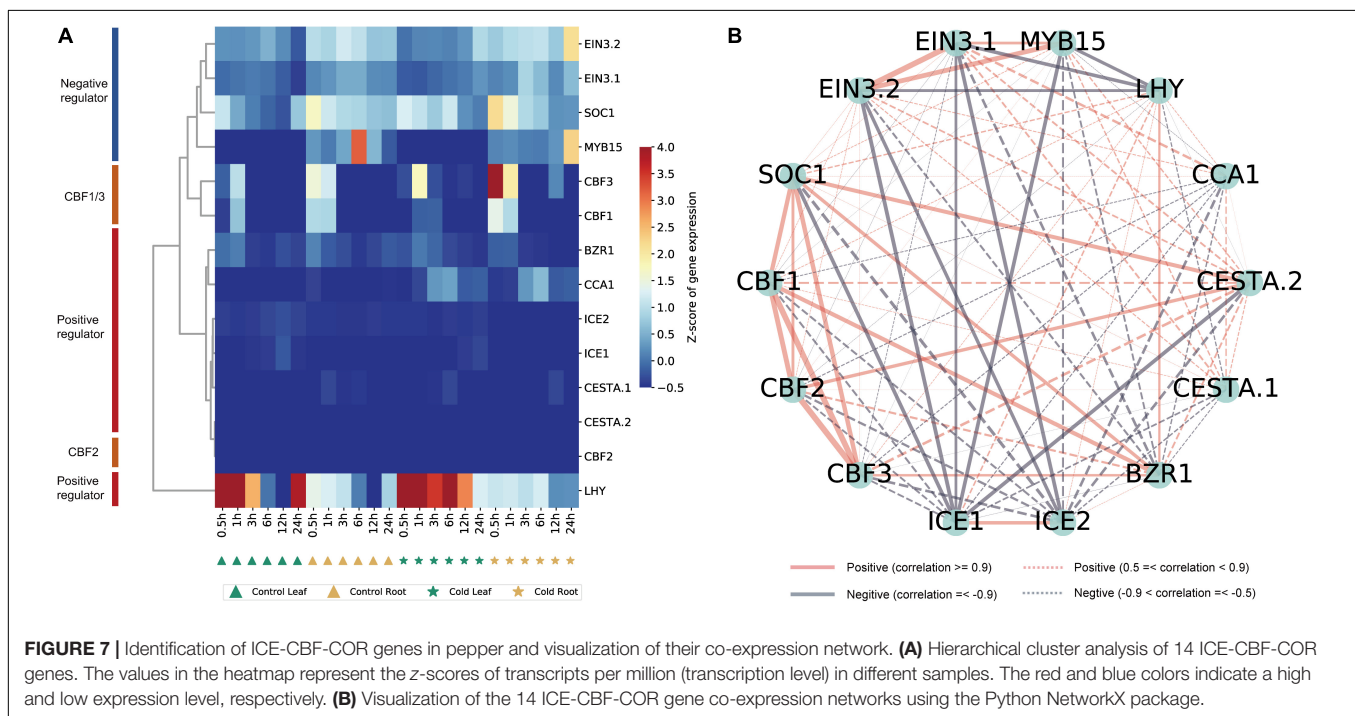 A
Negative
regulator
CBF1/3
Positive
regulator
CBF2
Positive
regulator
EIN3.2
EIN3.1
SOC1
MYB15
CBF3
CBF1
BZR1
CCA1
ICE2
ICE1
CESTA.1
CESTA.2
CBF2
LHY
4.0
3.5
3.0
2.5
2.0
1.5
1.0
0.5
0.0
−0.5
Z-score of gene expression
0.5h 1h 3h 6h 12h 24h 0.5h 1h 3h 6h 12h 24h 0.5h 1h 3h 6h 12h 24h 0.5h 1h 3h 6h 12h 24h
Control Leaf Control Root Cold Leaf Cold Root
B
EIN3.1 MYB15
EIN3.2 LHY
SOC1 CCA1
CBF1 CESTA.2
CBF2 CESTA.1
CBF3 BZR1
ICE1 ICE2
Positive (correlation >= 0.9) Positive (0.5 =< correlation < 0.9)
Negitive (correlation =< -0.9) Negtive (-0.9 < correlation =< -0.5)
FIGURE 7 | Identification of ICE-CBF-COR genes in pepper and visualization of their co-expression network. (A) Hierarchical cluster analysis of 14 ICE-CBF-COR
genes. The values in the heatmap represent the z-scores of transcripts per million (transcription level) in different samples. The red and blue colors indicate a high
and low expression level, respectively. (B) Visualization of the 14 ICE-CBF-COR gene co-expression networks using the Python NetworkX package.